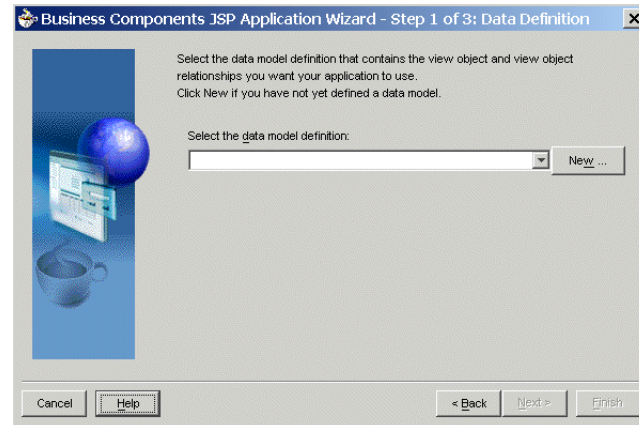 Business Components JSP Application Wizard - Step 1 of 3: Data Definition
Select the data model definition that contains the view object and view object
relationships you want your application to use.
Click New if you have not yet defined a data model.
Select the data model definition:
New ...
Cancel Help < Back Next > Finish